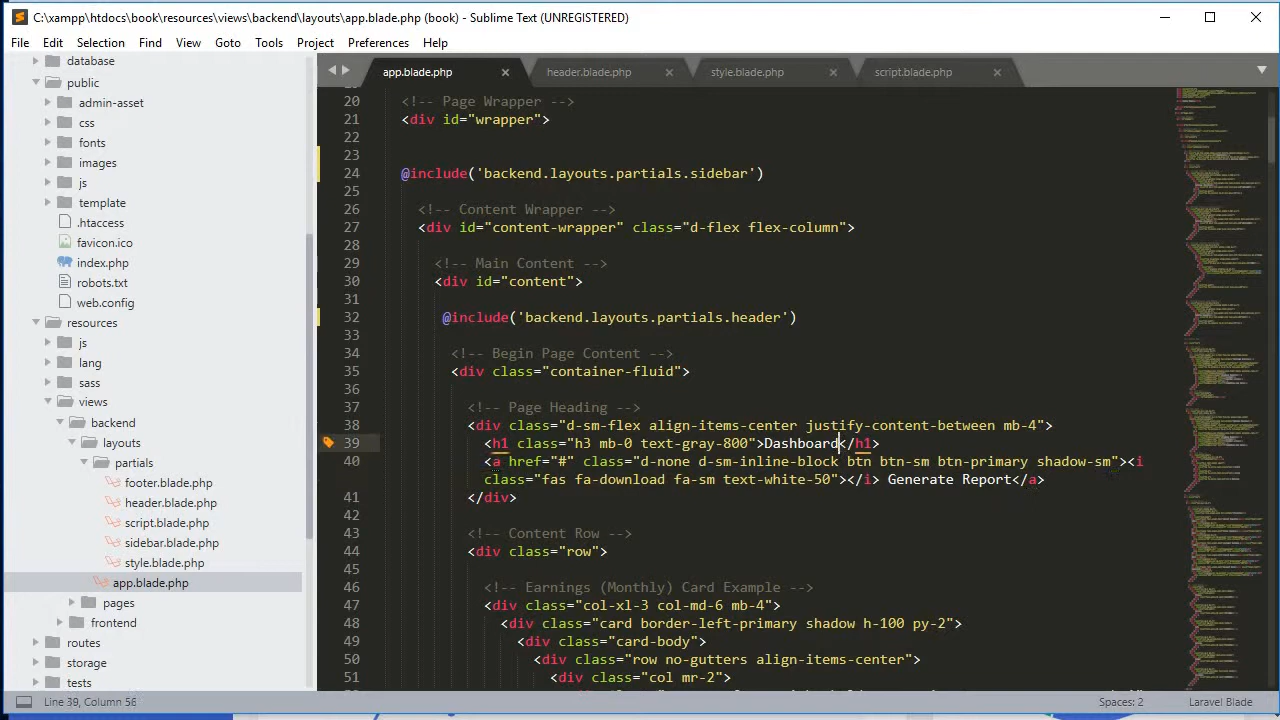 C:\xampp\htdocs\book\resources\views\backend\layouts\app.blade.php (book) - Sublime Text (UNREGISTERED)
File Edit Selection Find View Goto Tools Project Preferences Help
database
public
admin-asset
css
fonts
images
js
template
.htaccess
favicon.ico
index.php
robots.txt
web.config
resources
js
lang
sass
views
backend
layouts
partials
footer.blade.php
header.blade.php
script.blade.php
sidebar.blade.php
style.blade.php
app.blade.php
pages
frontend
routes
storage
tests
app.blade.php header.blade.php style.blade.php script.blade.php
20 <!-- Page Wrapper -->
21 <div id="wrapper">
22
23
24 @include('backend.layouts.partials.sidebar')
25
26 <!-- Content Wrapper -->
27 <div id="content-wrapper" class="d-flex flex-column">
28
29 <!-- Main Content -->
30 <div id="content">
31
32 @include('backend.layouts.partials.header')
33
34 <!-- Begin Page Content -->
35 <div class="container-fluid">
36
37 <!-- Page Heading -->
38 <div class="d-sm-flex align-items-center justify-content-between mb-4">
39 <h1 class="h3 mb-0 text-gray-800">Dashboard</h1>
40 <a href="#" class="d-none d-sm-inline-block btn btn-sm btn-primary shadow-sm"><i
class="fas fa-download fa-sm text-white-50"></i> Generate Report</a>
41 </div>
42
43 <!-- Content Row -->
44 <div class="row">
45
46 <!-- Earnings (Monthly) Card Example -->
47 <div class="col-xl-3 col-md-6 mb-4">
48 <div class="card border-left-primary shadow h-100 py-2">
49 <div class="card-body">
50 <div class="row no-gutters align-items-center">
51 <div class="col mr-2">
Line 39, Column 56 Spaces: 2 Laravel Blade